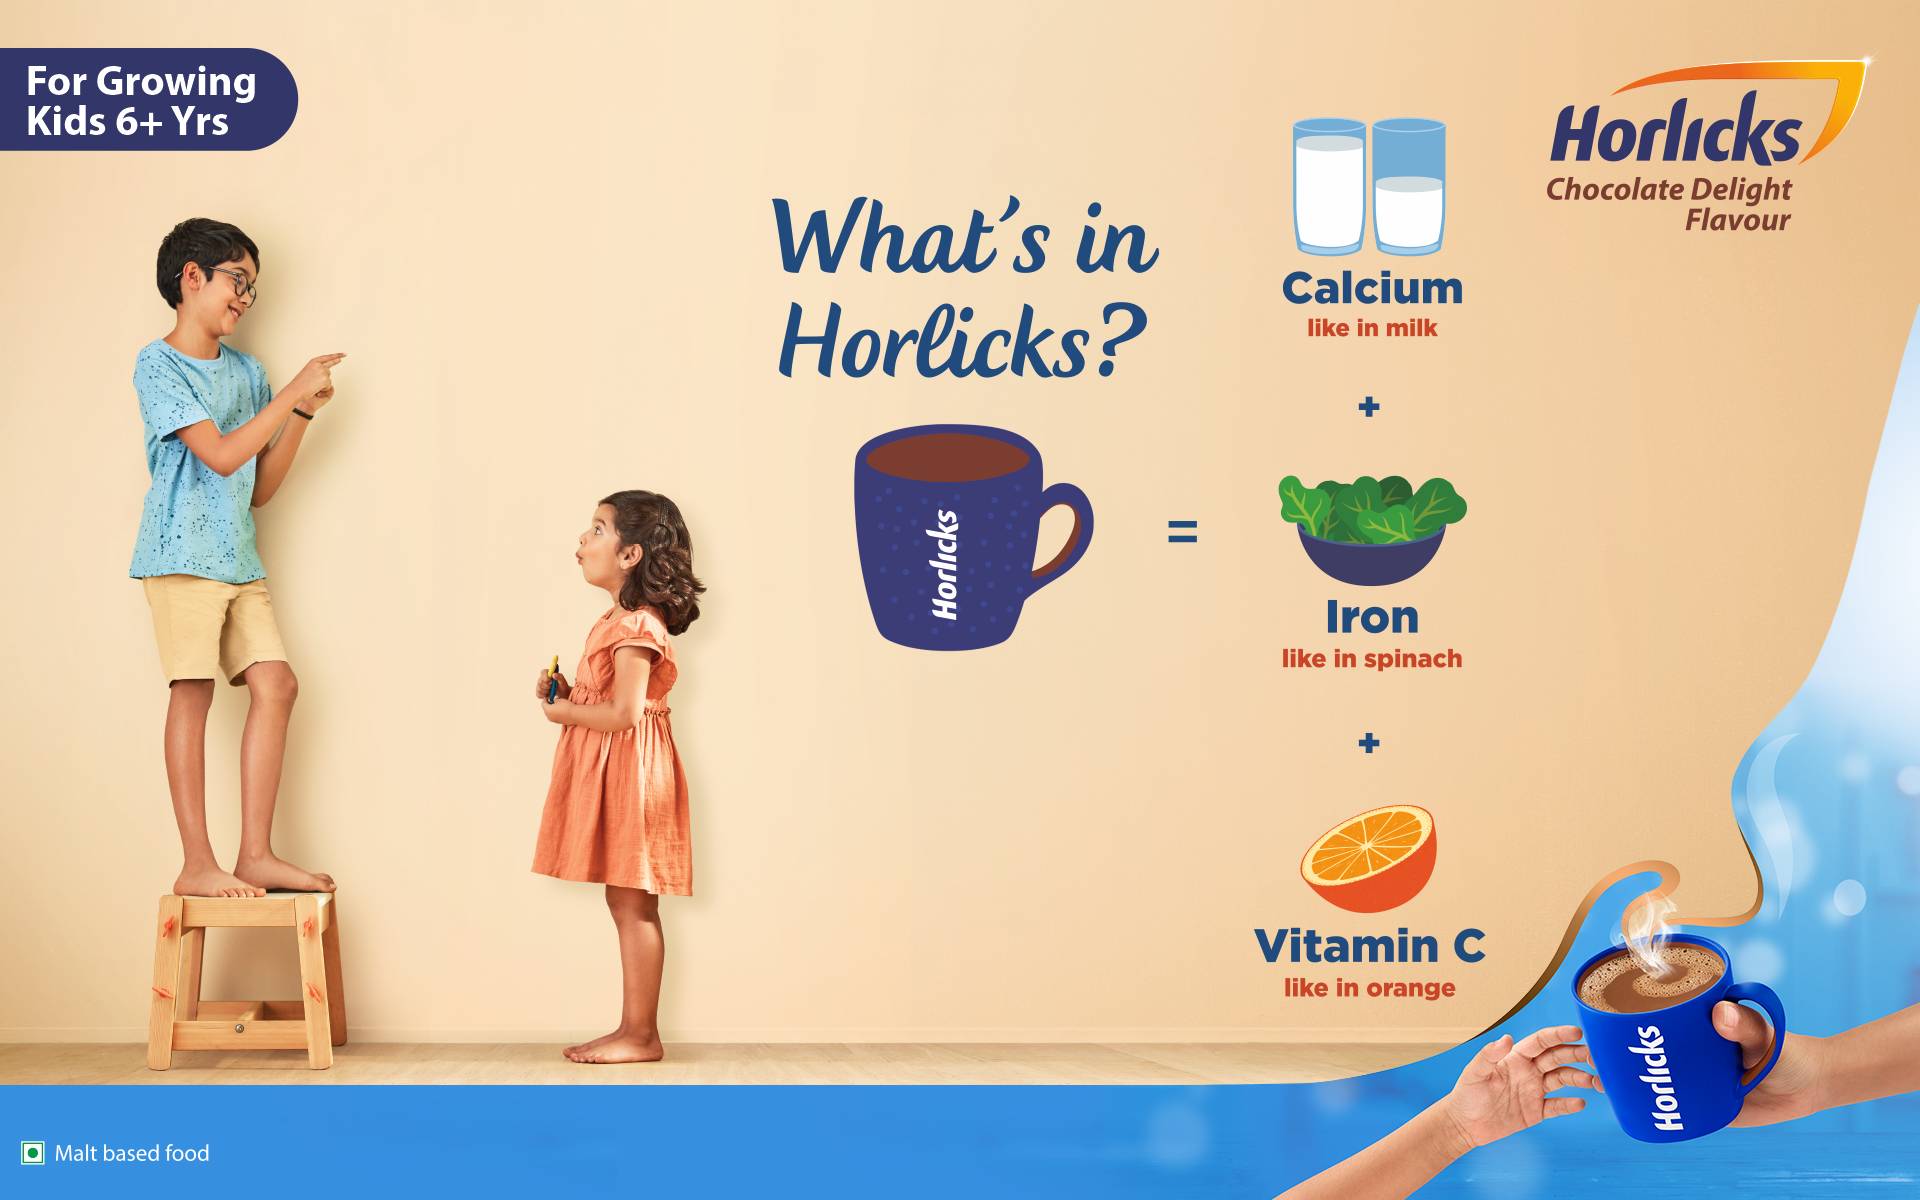 For Growing
Kids 6+ Yrs
Horlicks
Chocolate Delight
Flavour
What's in
Horlicks?
Horlicks
=
Calcium
like in milk
+
Iron
like in spinach
+
Vitamin C
like in orange
Horlicks
Malt based food